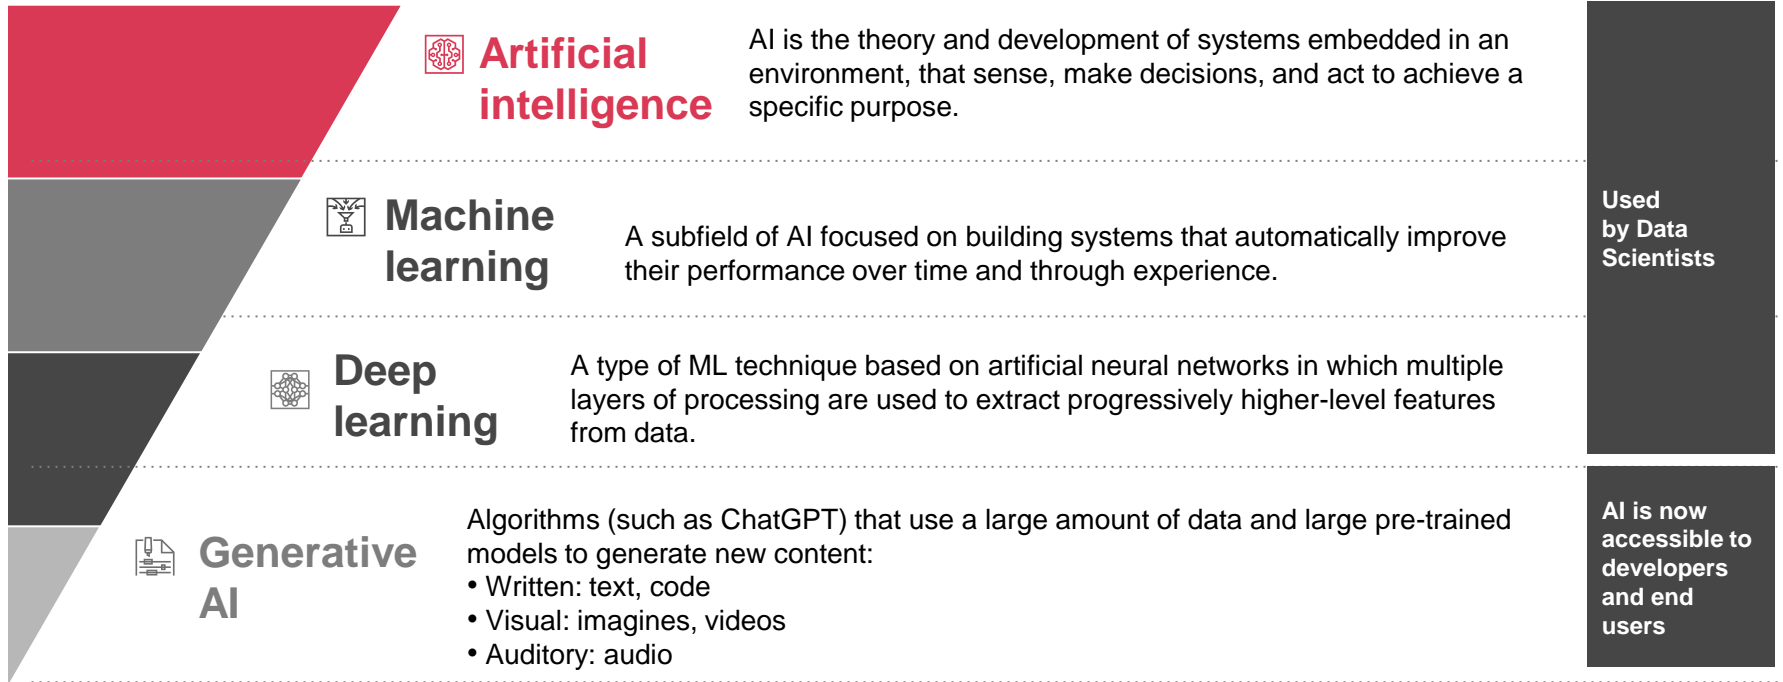 Artificial
intelligence
AI is the theory and development of systems embedded in an
environment, that sense, make decisions, and act to achieve a
specific purpose.
Machine
learning
A subfield of AI focused on building systems that automatically improve
their performance over time and through experience.
Used
by Data
Scientists
Deep
learning
A type of ML technique based on artificial neural networks in which multiple
layers of processing are used to extract progressively higher-level features
from data.
Generative
AI
Algorithms (such as ChatGPT) that use a large amount of data and large pre-trained
models to generate new content:
• Written: text, code
• Visual: imagines, videos
• Auditory: audio
AI is now
accessible to
developers
and end
users